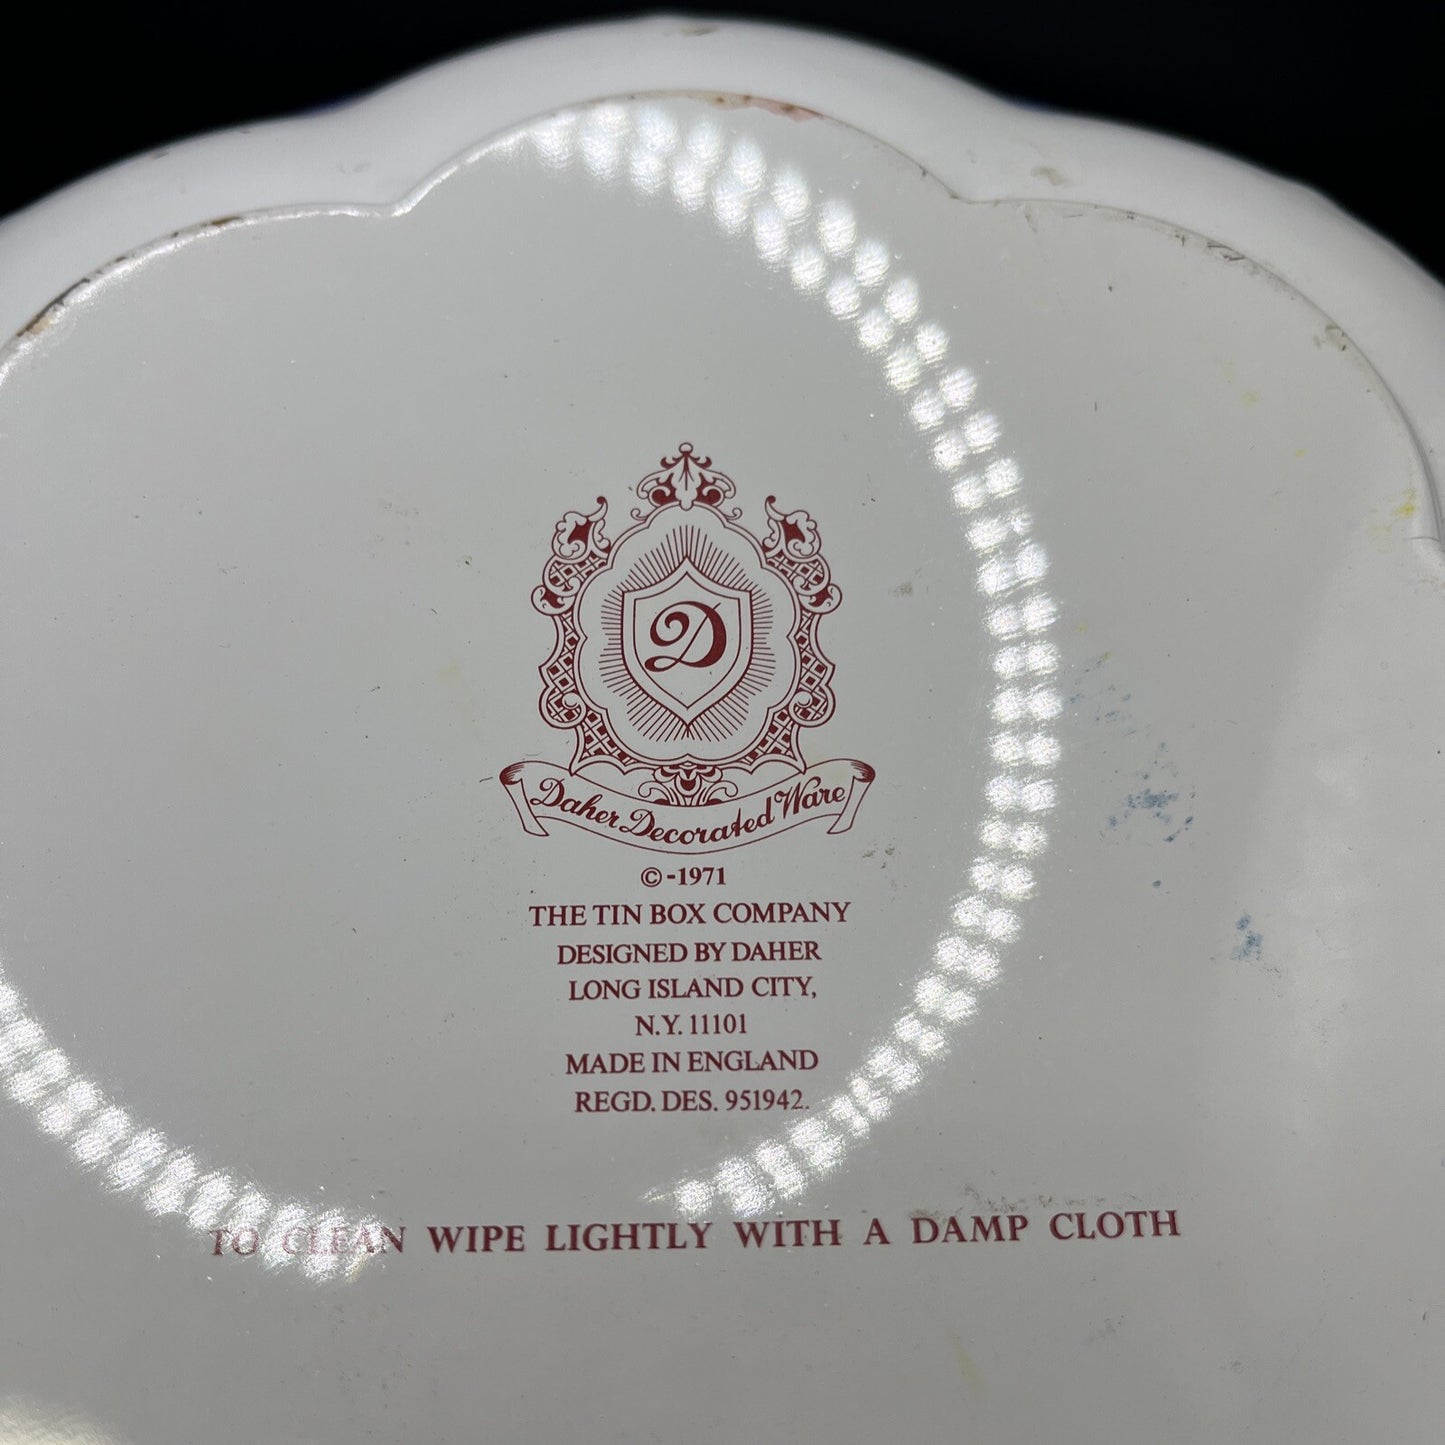 D
Daher Decorated Ware
©-1971
THE TIN BOX COMPANY
DESIGNED BY DAHER
LONG ISLAND CITY,
N.Y. 11101
MADE IN ENGLAND
REGD. DES. 951942.
TO CLEAN WIPE LIGHTLY WITH A DAMP CLOTH